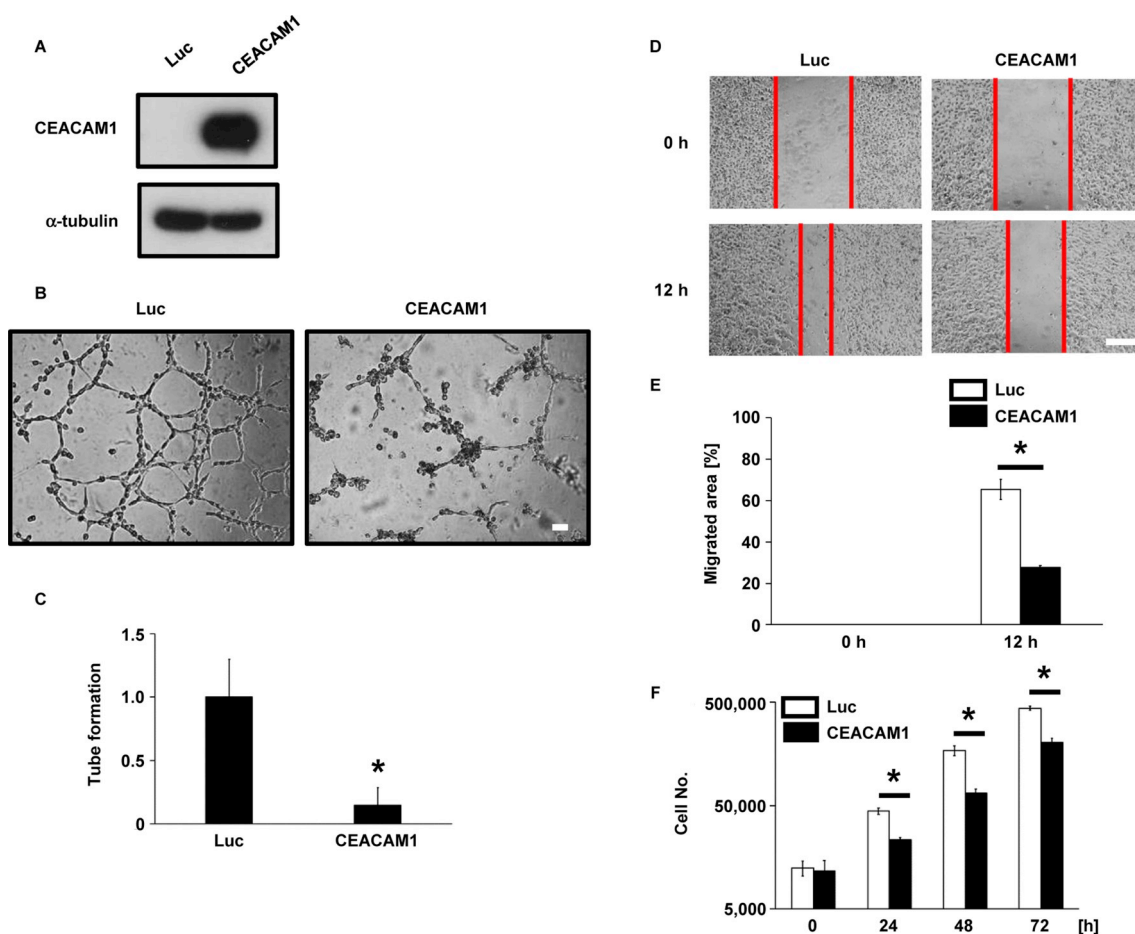 A
Luc
CEACAM1
CEACAM1
α-tubulin
B
Luc
CEACAM1
C
Tube formation
1.5
1.0
0.5
0
Luc
CEACAM1
*
D
Luc
CEACAM1
0 h
12 h
E
Luc
CEACAM1
*
Migrated area [%]
100
80
60
40
20
0
0 h
12 h
F
Luc
CEACAM1
*
*
*
Cell No.
500,000
50,000
5,000
0
24
48
72
[h]